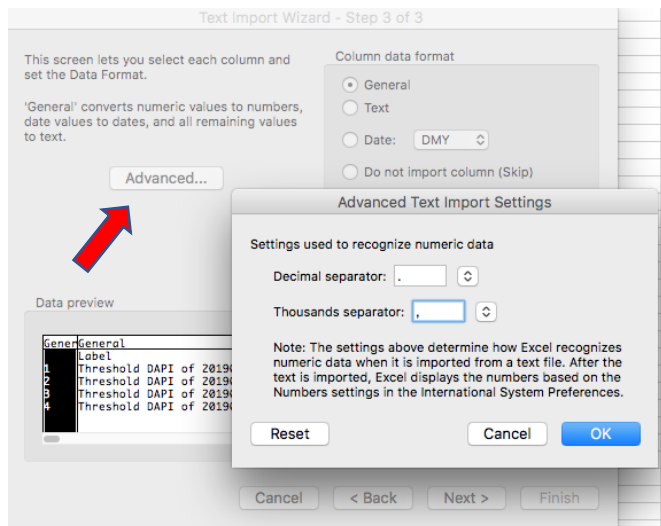 Text Import Wizard - Step 3 of 3
This screen lets you select each column and
set the Data Format.
'General' converts numeric values to numbers,
date values to dates, and all remaining values
to text.
Advanced...
Column data format
General
Text
Date: DMY
Do not import column (Skip)
Advanced Text Import Settings
Settings used to recognize numeric data
Decimal separator: .
Thousands separator: ,
Note: The settings above determine how Excel recognizes
numeric data when it is imported from a text file. After the
text is imported, Excel displays the numbers based on the
Numbers settings in the International System Preferences.
Reset Cancel OK
Data preview
Gener General
Label
1 Threshold DAPI of 2019
2 Threshold DAPI of 2019
3 Threshold DAPI of 2019
4 Threshold DAPI of 2019
Cancel < Back Next > Finish